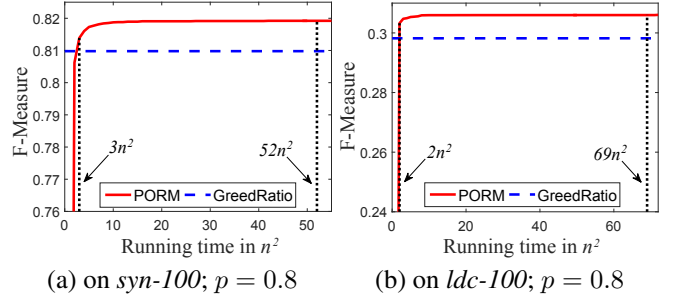 0.82
0.81
0.8
0.79
0.78
0.77
0.76
F-Measure
3n²
52n²
PORM
GreedRatio
0 10 20 30 40 50
Running time in n²
(a) on syn-100; p = 0.8
0.3
0.28
0.26
0.24
F-Measure
2n²
69n²
PORM
GreedRatio
0 20 40 60
Running time in n²
(b) on ldc-100; p = 0.8